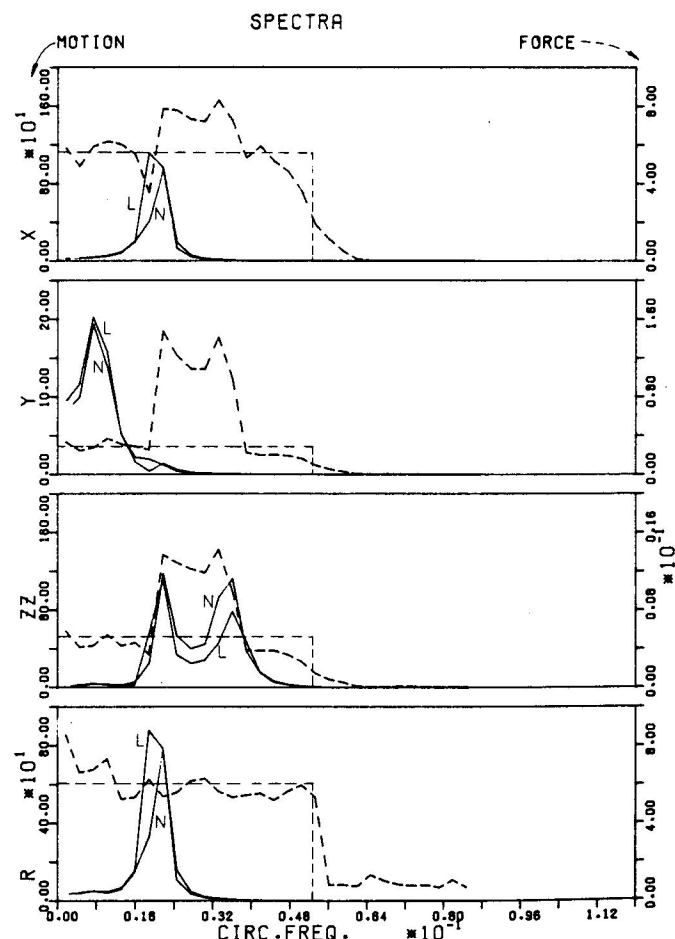 SPECTRA
MOTION
FORCE
160.00
80.00
0.00
X *10¹
L
N
8.00
4.00
0.00
20.00
10.00
0.00
Y
L
N
1.60
0.80
0.00
160.00
80.00
0.00
ZZ
N
L
0.16
0.08
0.00
*10⁻¹
80.00
40.00
0.00
R *10¹
L
N
8.00
4.00
0.00
0.00 0.16 0.32 0.48 0.64 0.80 0.96 1.12
CIRC.FREQ. *10⁻¹